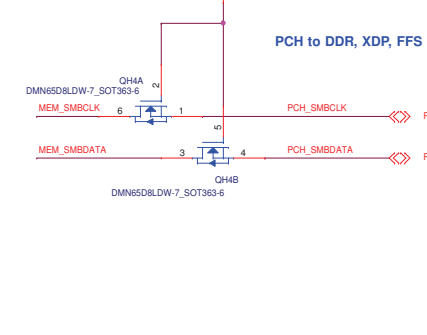 PCH to DDR, XDP, FFS
QH4A
DMN65D8LDW-7_SOT363-6
2
MEM_SMBCLK
6
1
PCH_SMBCLK
5
MEM_SMBDATA
3
4
PCH_SMBDATA
QH4B
DMN65D8LDW-7_SOT363-6